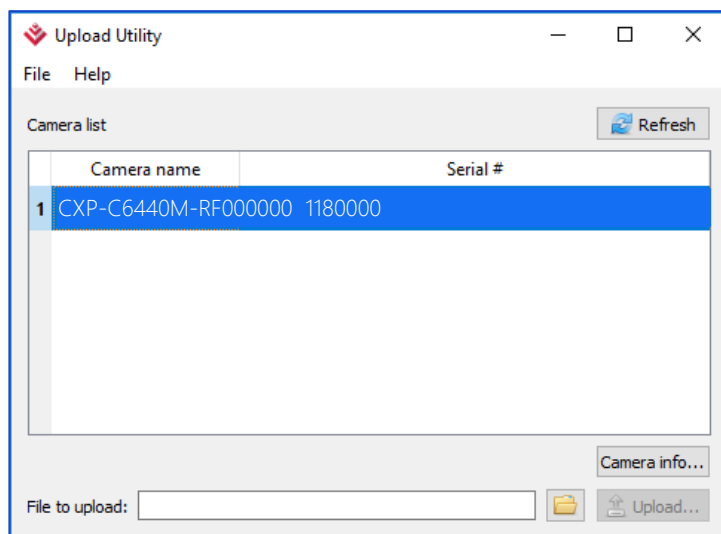 Upload Utility
File Help
Camera list
Refresh
Camera name Serial #
1 CXP-C6440M-RF000000 1180000
Camera info...
File to upload:
Upload...